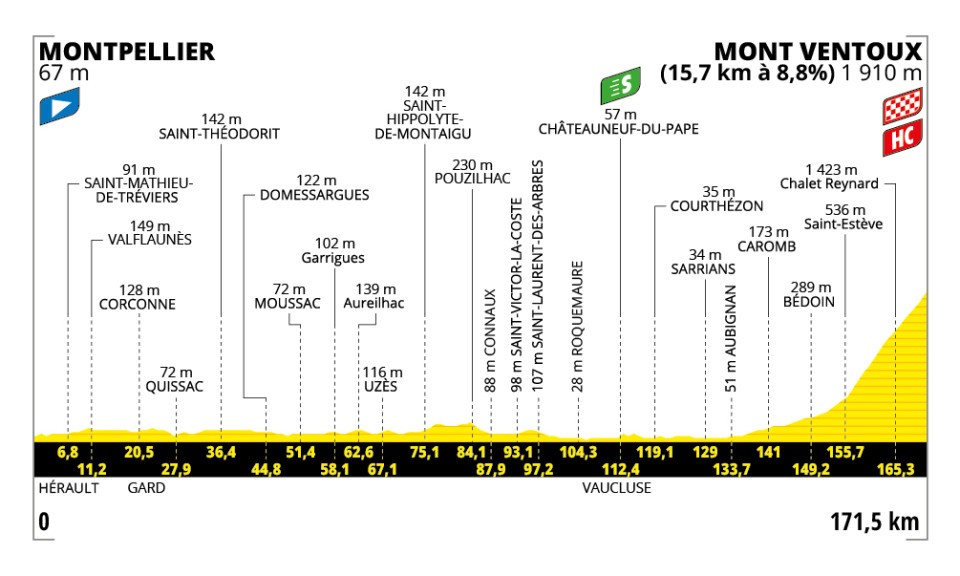 MONTPELLIER
67 m
MONT VENTOUX
(15,7 km à 8,8%) 1 910 m
S
HC
91 m
SAINT-MATHIEU-
DE-TRÉVIERS
149 m
VALFLAUNÈS
128 m
CORCONNE
72 m
QUISSAC
142 m
SAINT-THÉODORIT
122 m
DOMESSARGUES
72 m
MOUSSAC
102 m
Garrigues
139 m
Aureilhac
116 m
UZÈS
142 m
SAINT-
HIPPOLYTE-
DE-MONTAIGU
230 m
POUZILHAC
88 m CONNAUX
98 m SAINT-VICTOR-LA-COSTE
107 m SAINT-LAURENT-DES-ARBRES
28 m ROQUEMAURE
57 m
CHÂTEAUNEUF-DU-PAPE
35 m
COURTHÉZON
34 m
SARRIANS
51 m AUBIGNAN
173 m
CAROMB
289 m
BÉDOIN
536 m
Saint-Estève
1 423 m
Chalet Reynard
6,8 20,5 36,4 51,4 62,6 75,1 84,1 93,1 104,3 119,1 129 141 155,7
11,2 27,9 44,8 58,1 67,1 87,9 97,2 112,4 133,7 149,2 165,3
HÉRAULT GARD VAUCLUSE
0 171,5 km